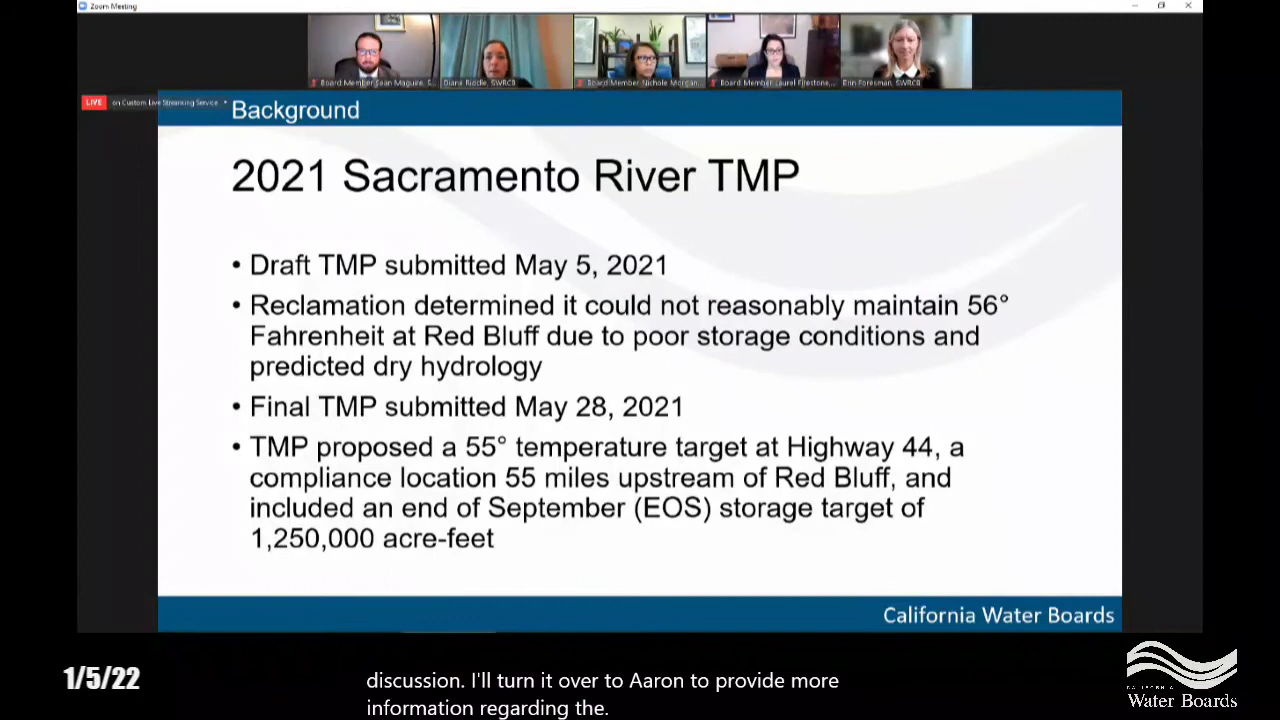 Zoom Meeting
Board Member Sean Maguire, S...
Diane Riddle, SWRCB
Board Member Nichole Morgan...
Board Member Laurel Firestone,...
Erin Foresman, SWRCB
LIVE on Custom Live Streaming Service
Background
2021 Sacramento River TMP
• Draft TMP submitted May 5, 2021
• Reclamation determined it could not reasonably maintain 56°
Fahrenheit at Red Bluff due to poor storage conditions and
predicted dry hydrology
• Final TMP submitted May 28, 2021
• TMP proposed a 55° temperature target at Highway 44, a
compliance location 55 miles upstream of Red Bluff, and
included an end of September (EOS) storage target of
1,250,000 acre-feet
California Water Boards
1/5/22
discussion. I'll turn it over to Aaron to provide more
information regarding the.
CALIFORNIA
Water Boards